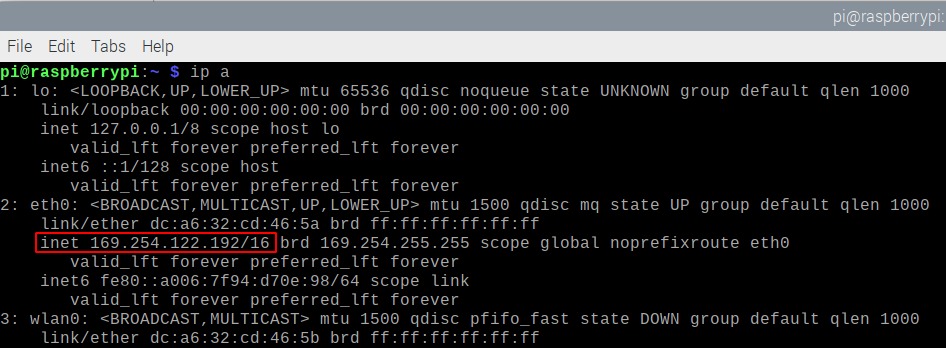 pi@raspberrypi:
File Edit Tabs Help
pi@raspberrypi:~ $ ip a
1: lo: <LOOPBACK,UP,LOWER_UP> mtu 65536 qdisc noqueue state UNKNOWN group default qlen 1000
    link/loopback 00:00:00:00:00:00 brd 00:00:00:00:00:00
    inet 127.0.0.1/8 scope host lo
       valid_lft forever preferred_lft forever
    inet6 ::1/128 scope host
       valid_lft forever preferred_lft forever
2: eth0: <BROADCAST,MULTICAST,UP,LOWER_UP> mtu 1500 qdisc mq state UP group default qlen 1000
    link/ether dc:a6:32:cd:46:5a brd ff:ff:ff:ff:ff:ff
    inet 169.254.122.192/16 brd 169.254.255.255 scope global noprefixroute eth0
       valid_lft forever preferred_lft forever
    inet6 fe80::a006:7f94:d70e:98/64 scope link
       valid_lft forever preferred_lft forever
3: wlan0: <BROADCAST,MULTICAST> mtu 1500 qdisc pfifo_fast state DOWN group default qlen 1000
    link/ether dc:a6:32:cd:46:5b brd ff:ff:ff:ff:ff:ff